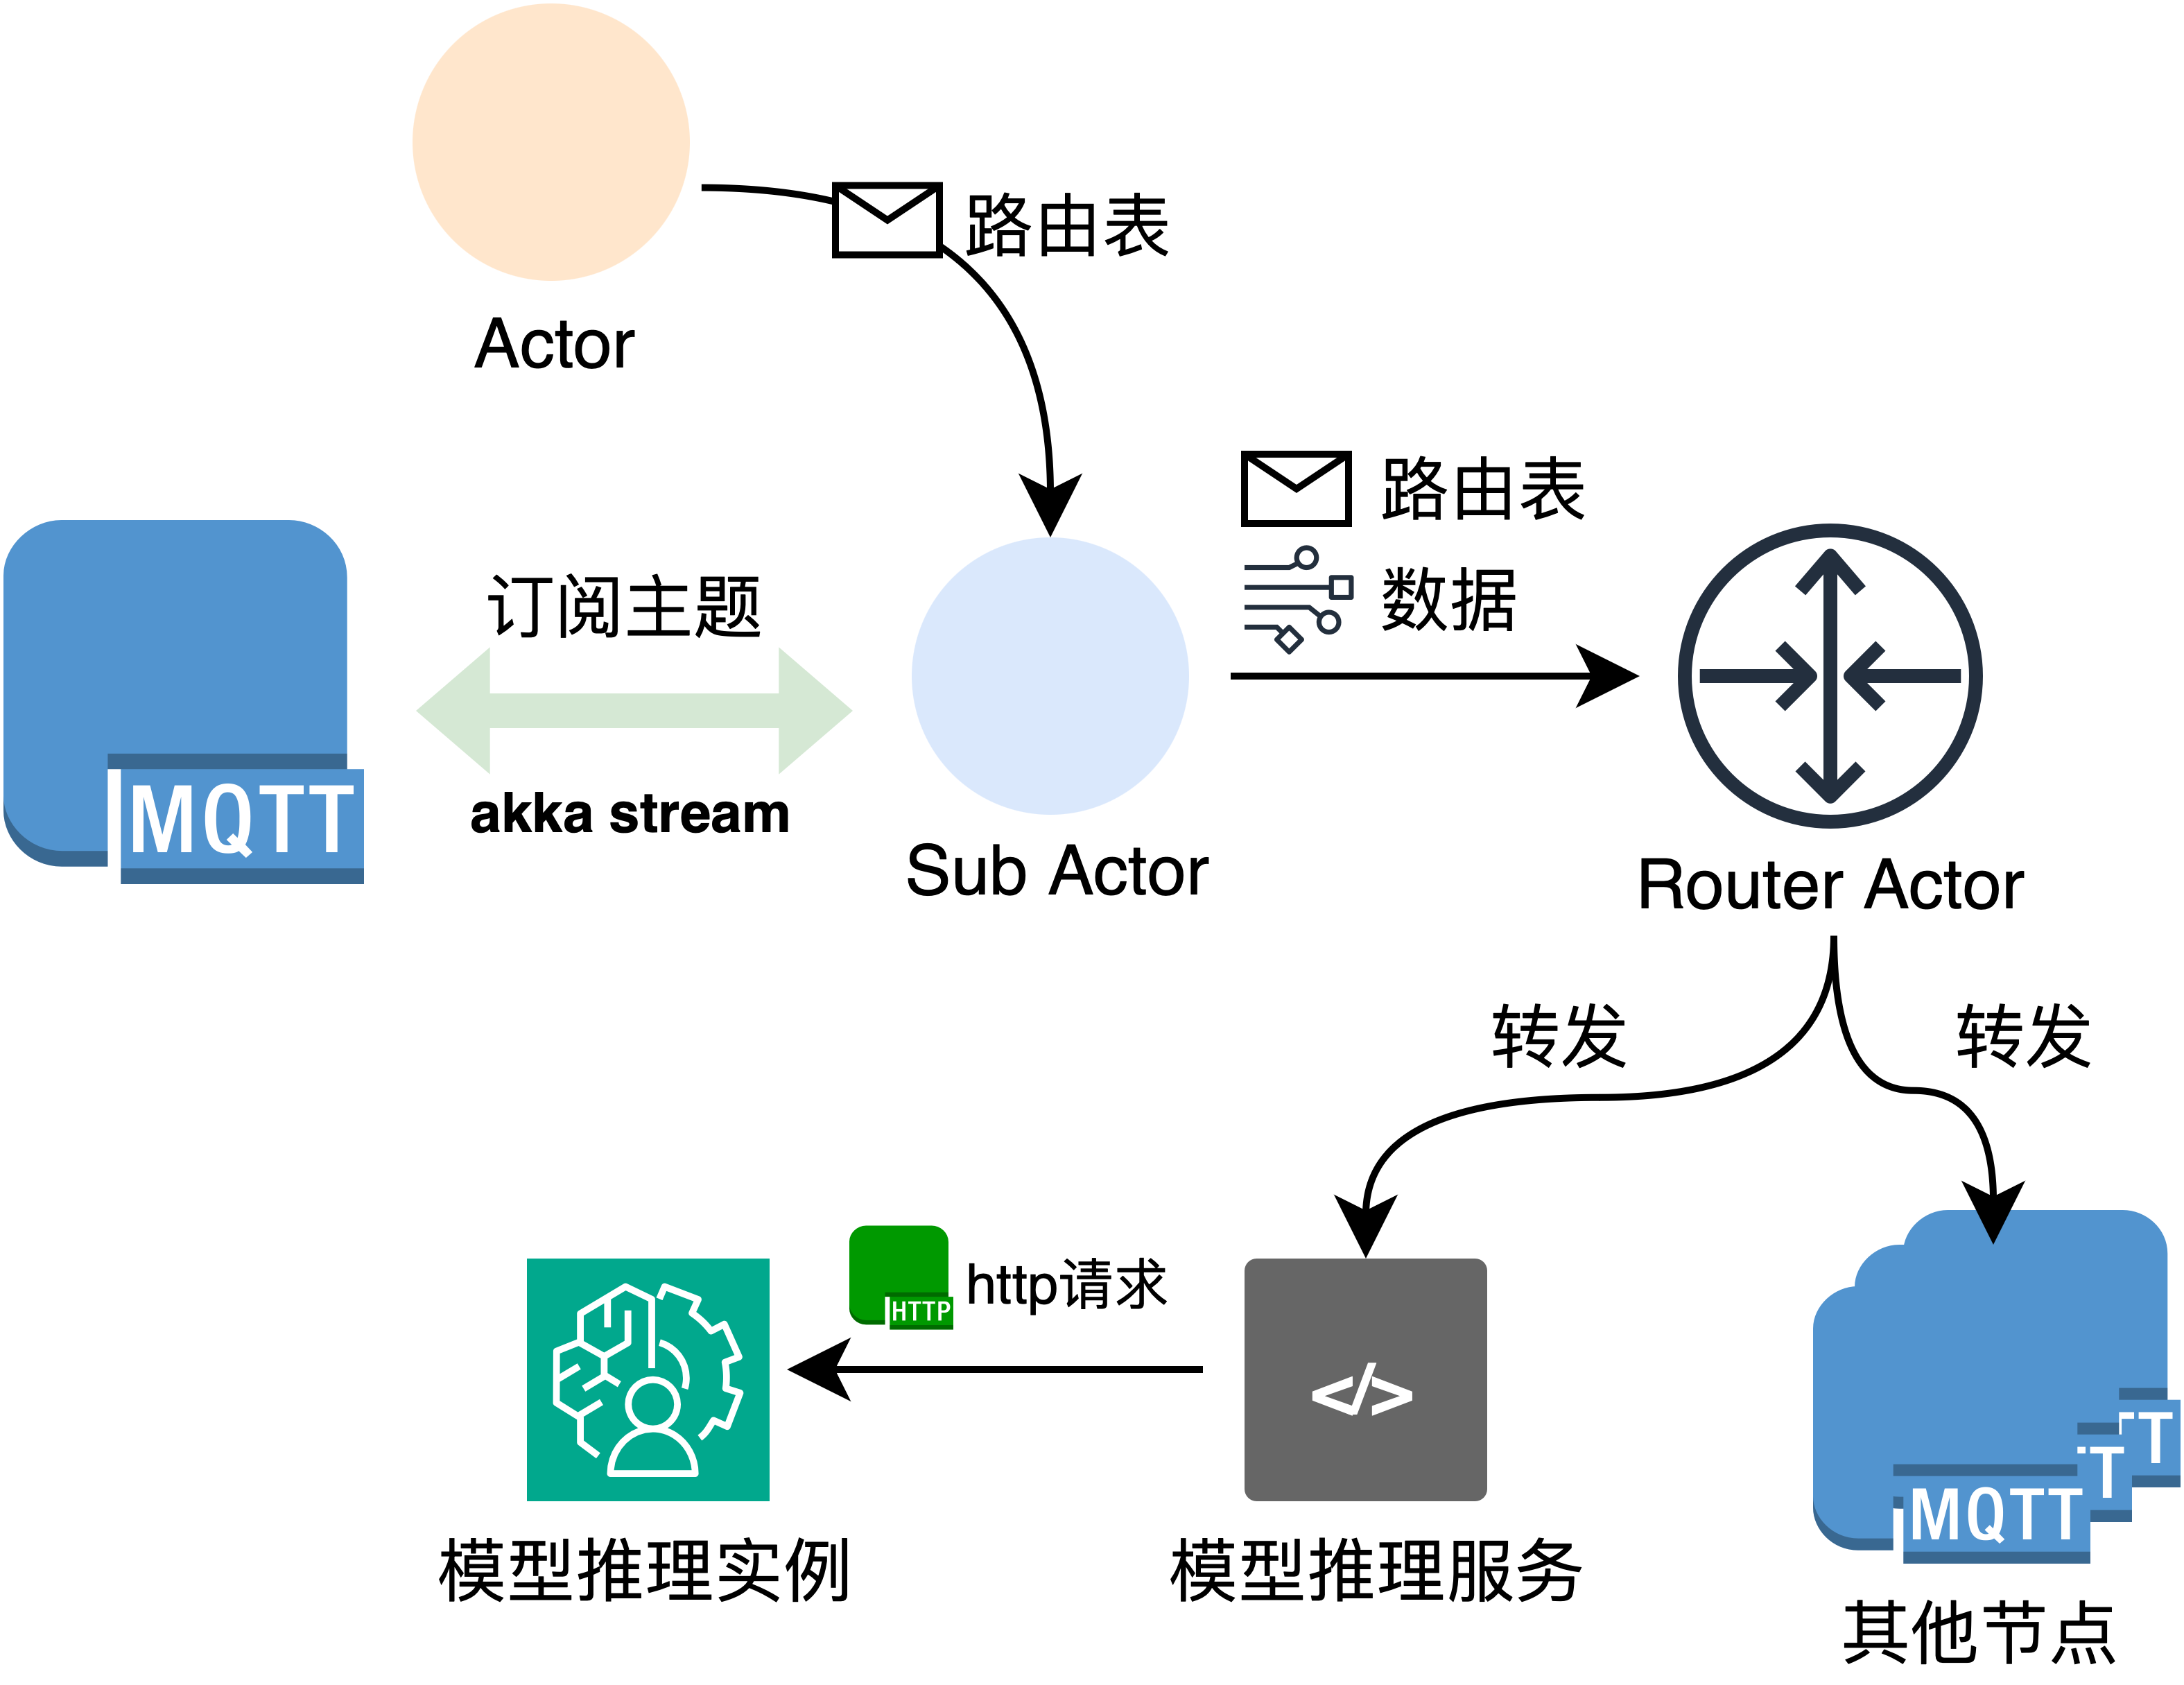 路由表
Actor
路由表
数据
订阅主题
MQTT
akka stream
Sub Actor
Router Actor
转发
转发
HTTP
http请求
</>
TT
T
MQTT
模型推理实例
模型推理服务
其他节点